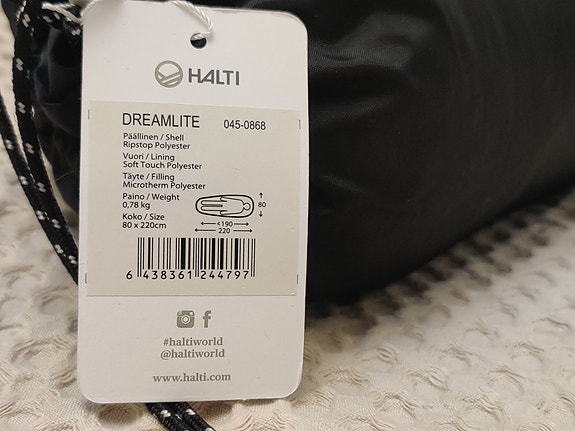 HALTI
DREAMLITE 045-0868
Päällinen / Shell
Ripstop Polyester
Vuori / Lining
Soft Touch Polyester
Täyte / Filling
Microtherm Polyester
Paino / Weight
0,78 kg
Koko / Size
80 x 220cm
80
<190
220
6 438361 244797
#haltiworld
@haltiworld
www.halti.com